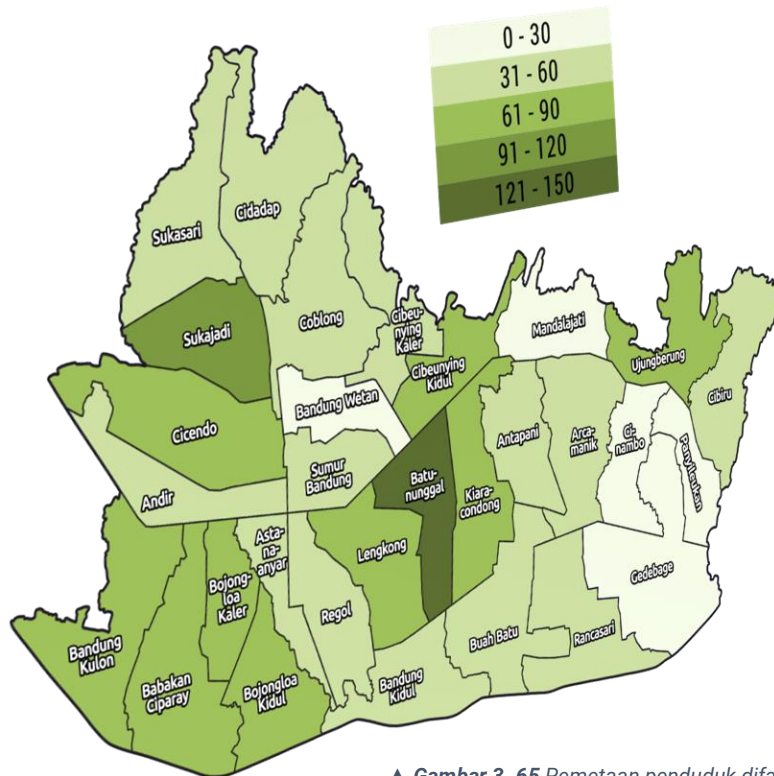 0 - 30
31 - 60
61 - 90
91 - 120
121 - 150
Sukasari
Cidadap
Sukajadi
Coblong
Cibeu-
nying
Kaler
Mandalajati
Ujungberung
Cibeunying
Kidul
Cibiru
Bandung Wetan
Cicendo
Antapani
Arca-
manik
Ci-
nambo
Panyileukan
Sumur
Bandung
Batu-
nunggal
Kiara-
condong
Andir
Asta-
na-
anyar
Lengkong
Bojong-
loa
Kaler
Regol
Gedebage
Buah Batu
Rancasari
Bandung
Kulon
Babakan
Ciparay
Bojongloa
Kidul
Bandung
Kidul
▲ Gambar 3. 65 Pemetaan penduduk difa